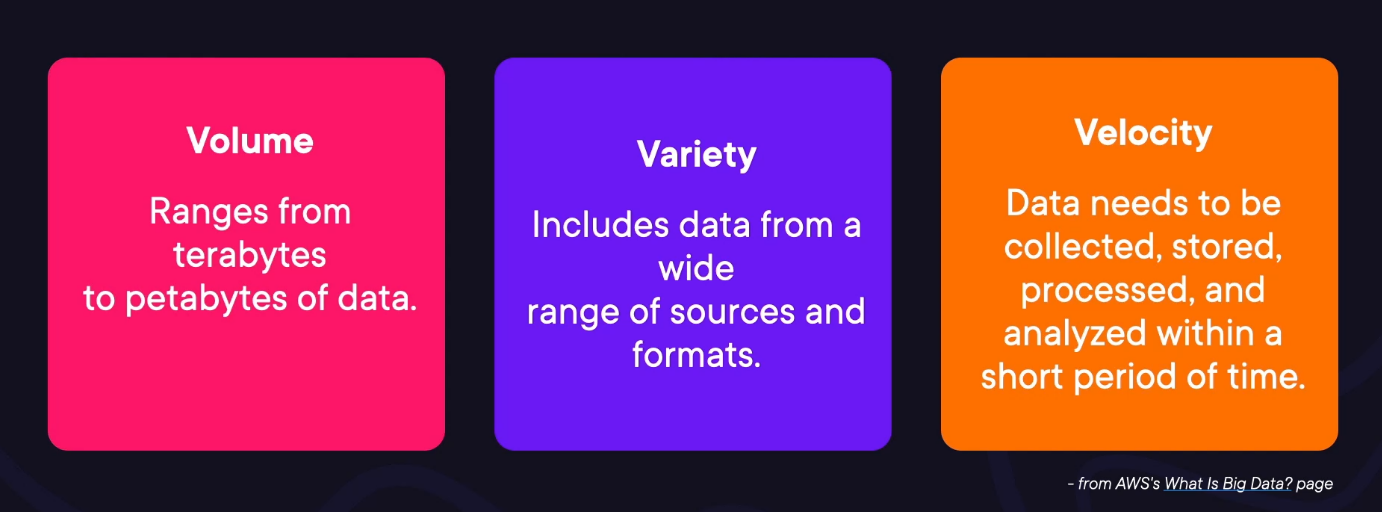 Volume
Ranges from
terabytes
to petabytes of data.
Variety
Includes data from a
wide
range of sources and
formats.
Velocity
Data needs to be
collected, stored,
processed, and
analyzed within a
short period of time.
- from AWS's What Is Big Data? page